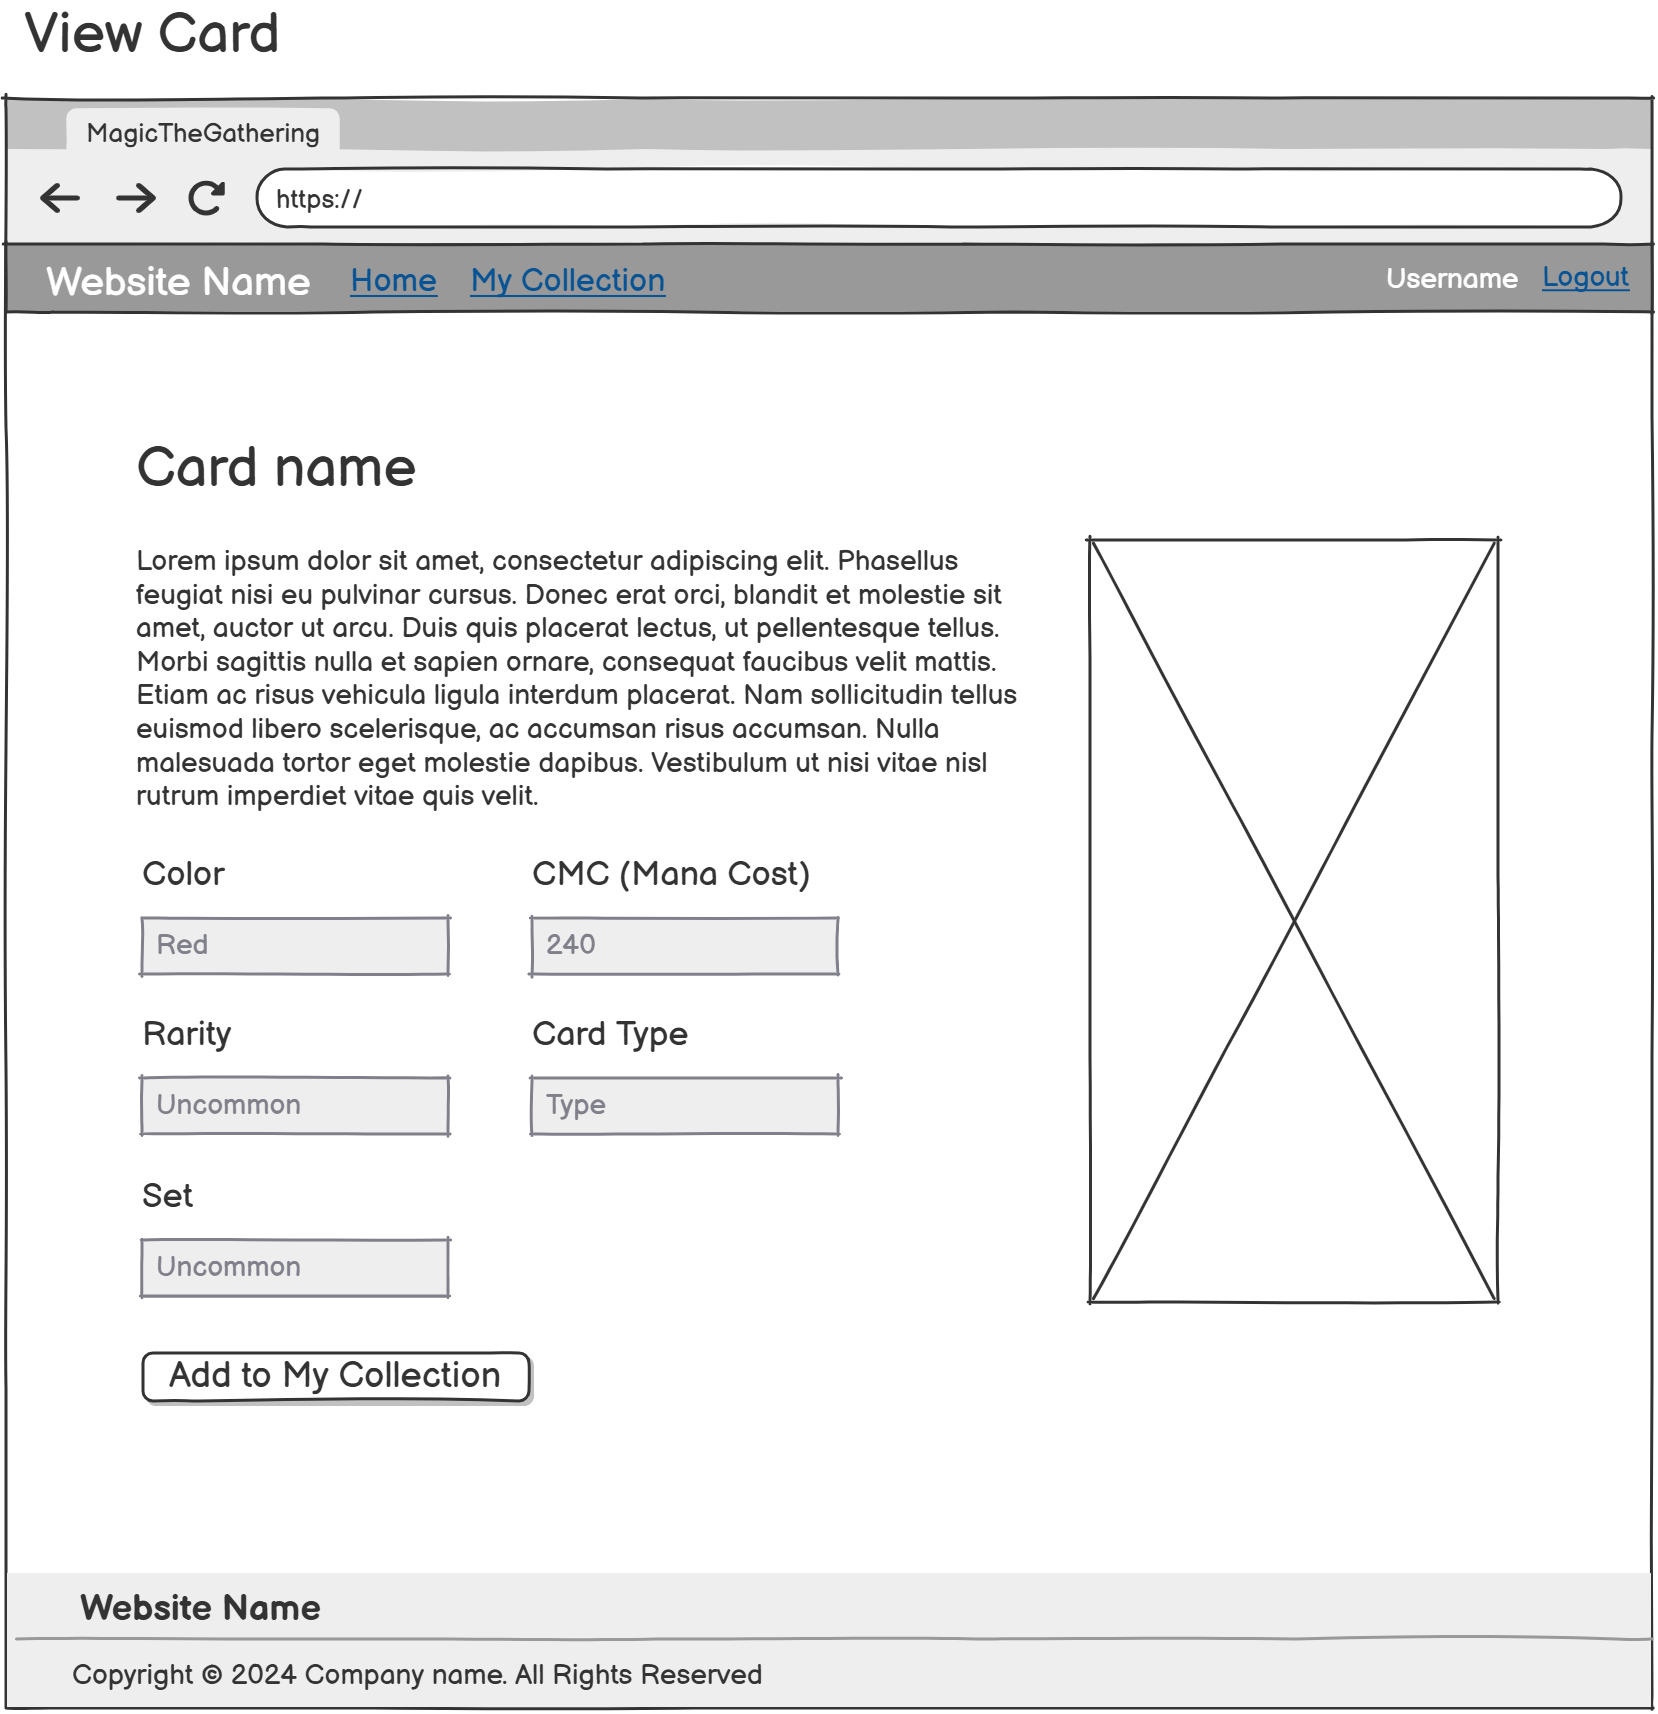 View Card
MagicTheGathering
https://
Website Name Home My Collection Username Logout
Card name
Lorem ipsum dolor sit amet, consectetur adipiscing elit. Phasellus
feugiat nisi eu pulvinar cursus. Donec erat orci, blandit et molestie sit
amet, auctor ut arcu. Duis quis placerat lectus, ut pellentesque tellus.
Morbi sagittis nulla et sapien ornare, consequat faucibus velit mattis.
Etiam ac risus vehicula ligula interdum placerat. Nam sollicitudin tellus
euismod libero scelerisque, ac accumsan risus accumsan. Nulla
malesuada tortor eget molestie dapibus. Vestibulum ut nisi vitae nisl
rutrum imperdiet vitae quis velit.
Color CMC (Mana Cost)
Red 240
Rarity Card Type
Uncommon Type
Set
Uncommon
Add to My Collection
Website Name
Copyright © 2024 Company name. All Rights Reserved